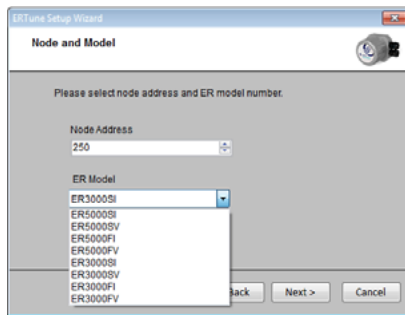 ERTune Setup Wizard
Node and Model
Please select node address and ER model number.
Node Address
250
ER Model
ER3000SI
ER5000SI
ER5000SV
ER5000FI
ER5000FV
ER3000SI
ER3000SV
ER3000FI
ER3000FV
Back Next > Cancel